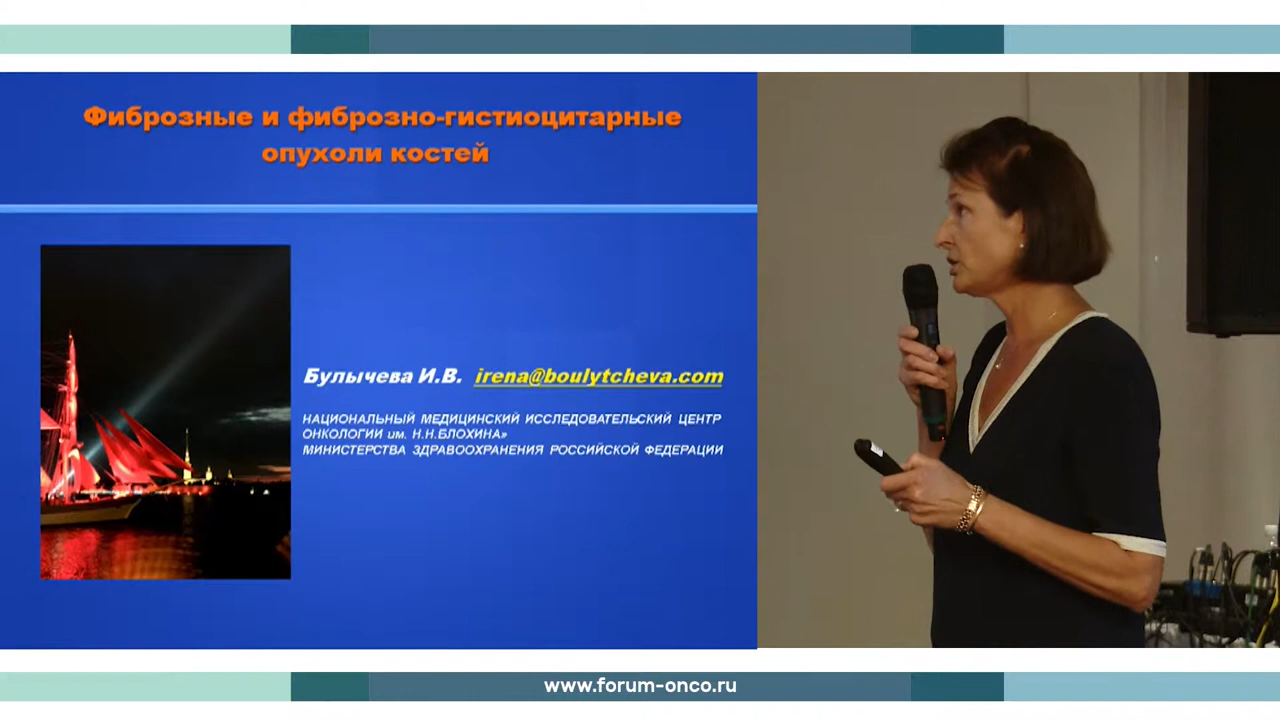 Фиброзные и фиброзно-гистиоцитарные
опухоли костей
Булычева И.В. irena@boulytcheva.com
НАЦИОНАЛЬНЫЙ МЕДИЦИНСКИЙ ИССЛЕДОВАТЕЛЬСКИЙ ЦЕНТР
ОНКОЛОГИИ им. Н.Н.БЛОХИНА»
МИНИСТЕРСТВА ЗДРАВООХРАНЕНИЯ РОССИЙСКОЙ ФЕДЕРАЦИИ
www.forum-onco.ru